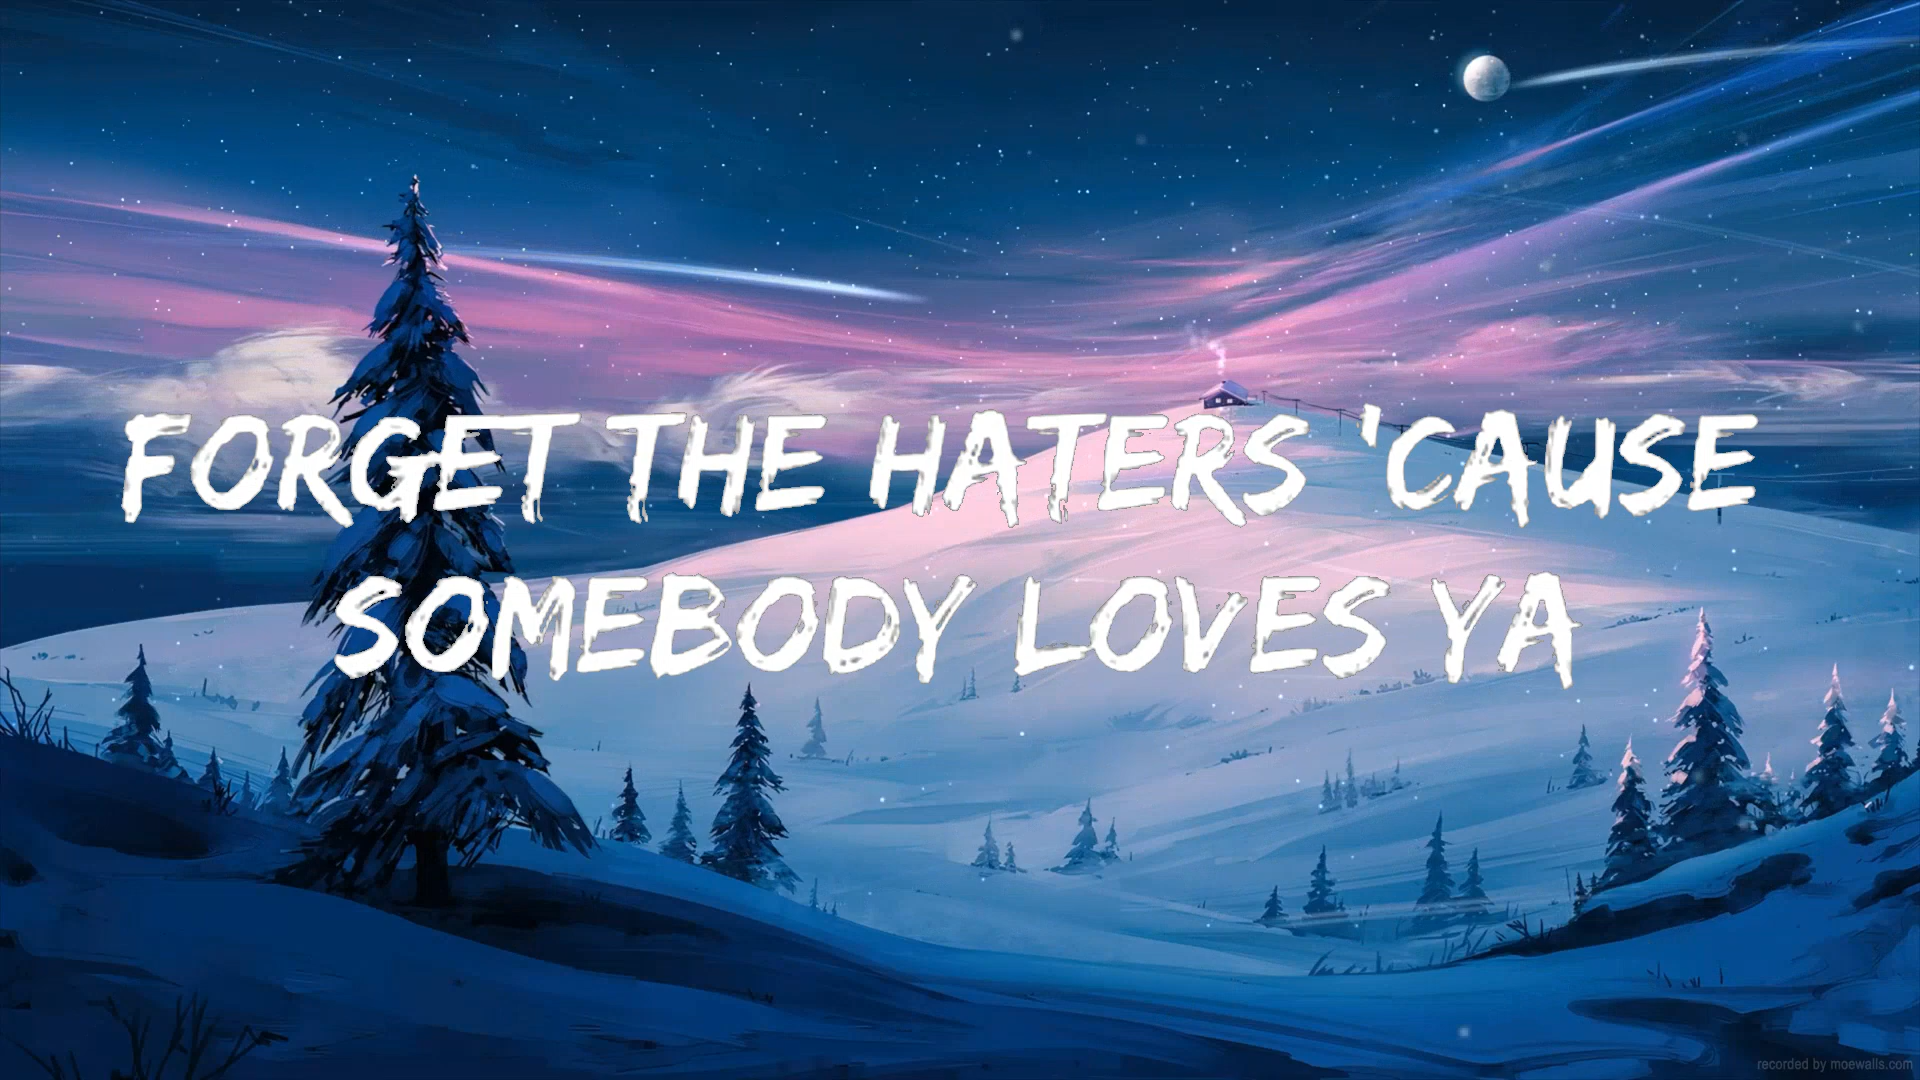 FORGET THE HATERS 'CAUSE
SOMEBODY LOVES YA
recorded by moewalls.com